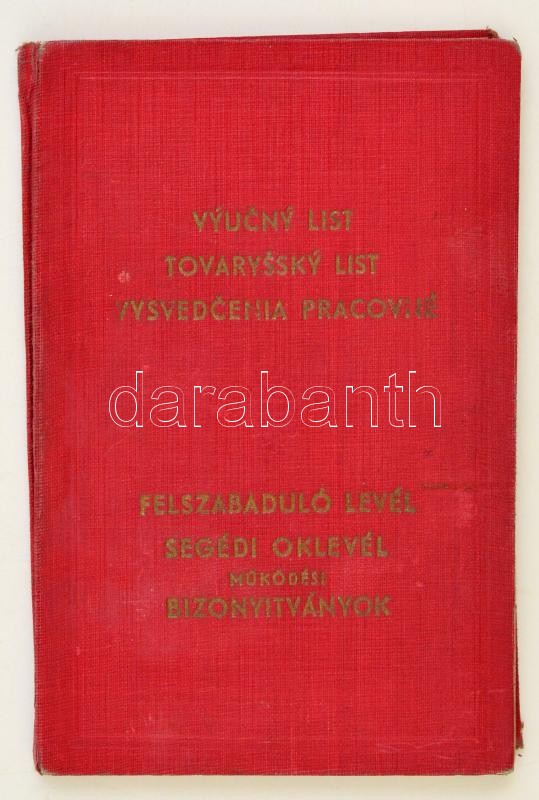 VÝUČNÝ LIST
TOVARYŠSKÝ LIST
VYSVEDČENIA PRACOVNÉ
darabanth
FELSZABADULÓ LEVÉL
SEGÉDI OKLEVÉL
MŰKÖDÉSI
BIZONYITVÁNYOK